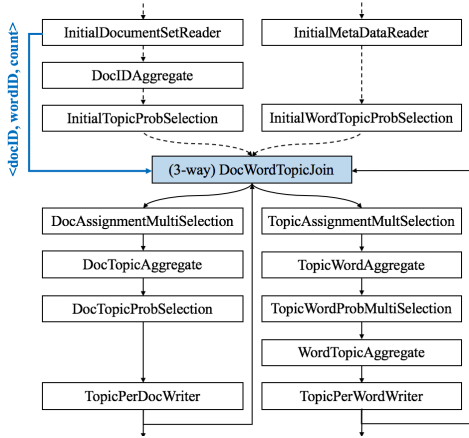 <docID, wordID, count>
InitialDocumentSetReader
InitialMetaDataReader
DocIDAggregate
InitialTopicProbSelection
InitialWordTopicProbSelection
(3-way) DocWordTopicJoin
DocAssignmentMultiSelection
TopicAssignmentMultSelection
DocTopicAggregate
TopicWordAggregate
DocTopicProbSelection
TopicWordProbMultiSelection
WordTopicAggregate
TopicPerDocWriter
TopicPerWordWriter